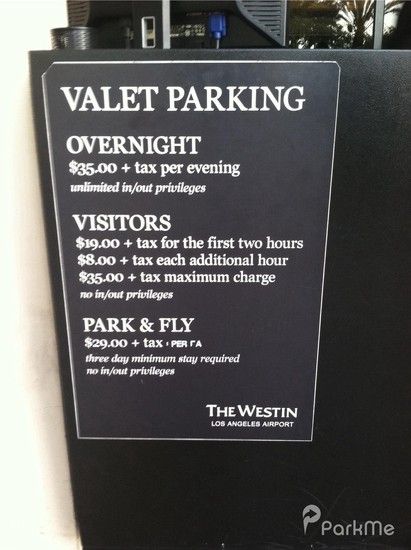 VALET PARKING
OVERNIGHT
$35.00 + tax per evening
unlimited in/out privileges
VISITORS
$19.00 + tax for the first two hours
$8.00 + tax each additional hour
$35.00 + tax maximum charge
no in/out privileges
PARK & FLY
$29.00 + tax PER
three day minimum stay required
no in/out privileges
THE WESTIN
LOS ANGELES AIRPORT
ParkMe